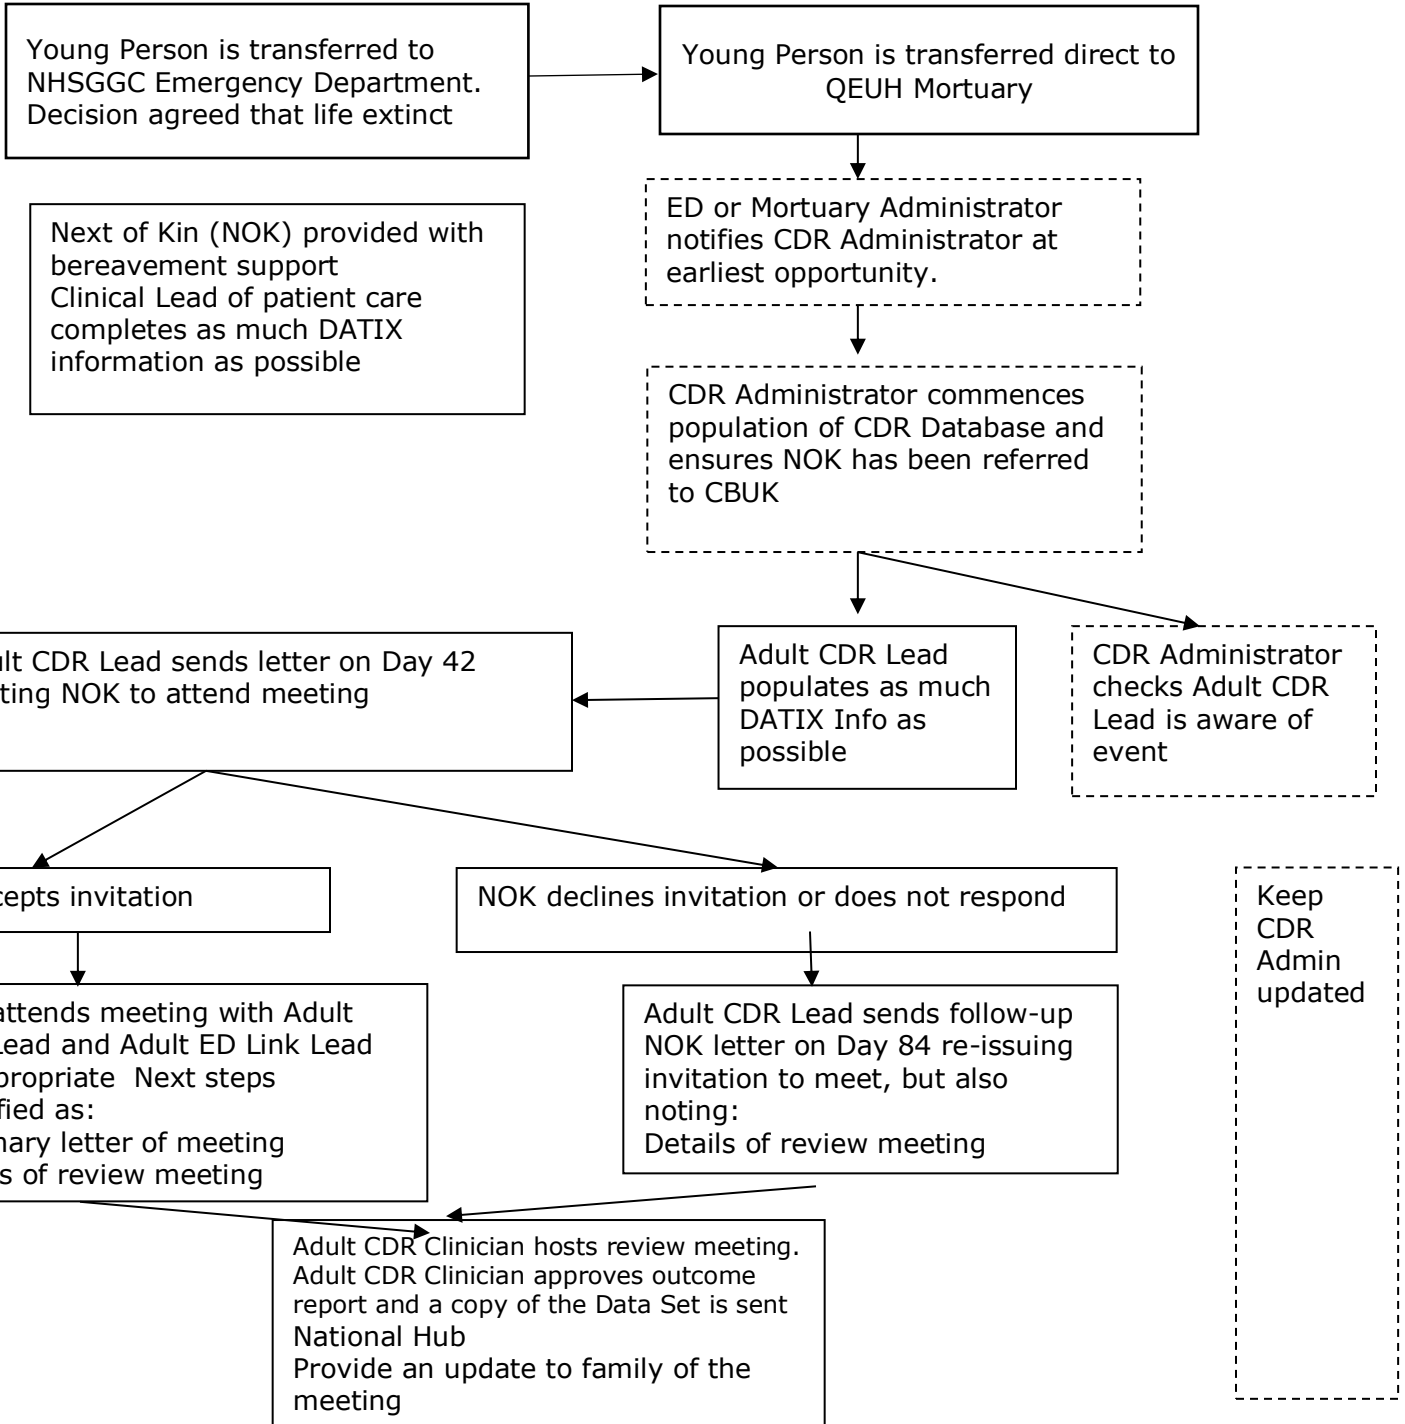 Young Person is transferred to
NHSGGC Emergency Department.
Decision agreed that life extinct
Young Person is transferred direct to
QEUH Mortuary
Next of Kin (NOK) provided with
bereavement support
Clinical Lead of patient care
completes as much DATIX
information as possible
ED or Mortuary Administrator
notifies CDR Administrator at
earliest opportunity.
CDR Administrator commences
population of CDR Database and
ensures NOK has been referred
to CBUK
CDR Lead sends letter on Day 42
NOK to attend meeting
Adult CDR Lead
populates as much
DATIX Info as
possible
CDR Administrator
checks Adult CDR
Lead is aware of
event
invitation
NOK declines invitation or does not respond
Keep
CDR
Admin
updated
attends meeting with Adult
Lead and Adult ED Link Lead
Next steps
as:
letter of meeting
of review meeting
Adult CDR Lead sends follow-up
NOK letter on Day 84 re-issuing
invitation to meet, but also
noting:
Details of review meeting
Adult CDR Clinician hosts review meeting.
Adult CDR Clinician approves outcome
report and a copy of the Data Set is sent
National Hub
Provide an update to family of the
meeting